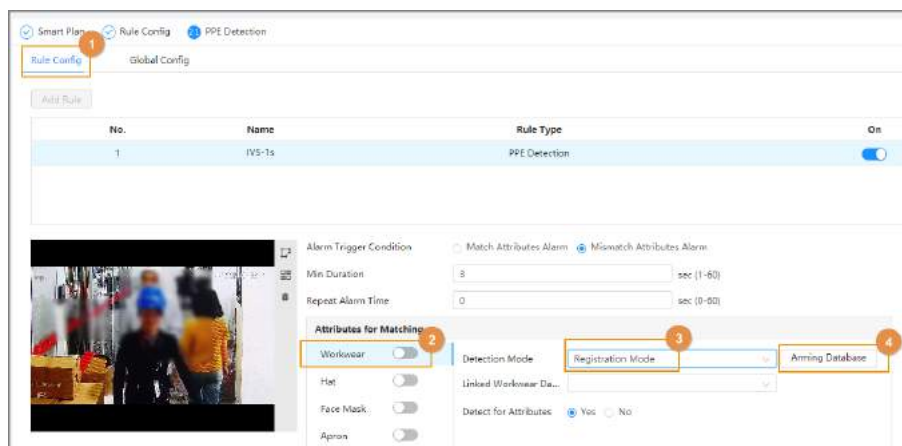 Smart Plan Rule Config 21 PPE Detection
1
Rule Config Global Config
Add Rule
No. Name Rule Type On
1 IVS-1s PPE Detection
Alarm Trigger Condition Match Attributes Alarm Mismatch Attributes Alarm
Min Duration 8 sec (1-60)
Repeat Alarm Time 0 sec (0-60)
Attributes for Matching
2 3 4
Workwear Detection Mode Registration Mode Arming Database
Hat Linked Workwear Da...
Face Mask Detect for Attributes Yes No
Apron